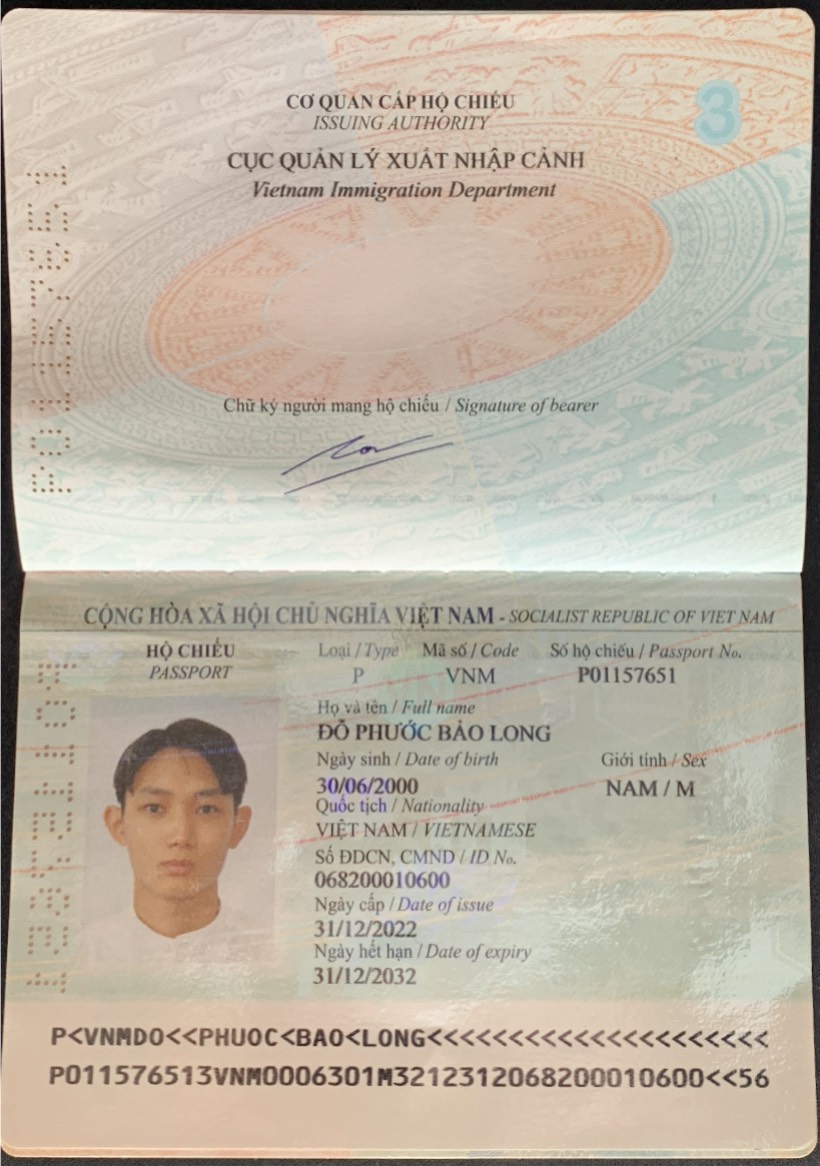 CƠ QUAN CẤP HỘ CHIẾU
ISSUING AUTHORITY
3
CỤC QUẢN LÝ XUẤT NHẬP CẢNH
Vietnam Immigration Department
P01157651
Chữ ký người mang hộ chiếu / Signature of bearer
CỘNG HÒA XÃ HỘI CHỦ NGHĨA VIỆT NAM - SOCIALIST REPUBLIC OF VIET NAM
HỘ CHIẾU
PASSPORT
Loại / Type Mã số / Code Số hộ chiếu / Passport No.
P VNM P01157651
Họ và tên / Full name
ĐỖ PHƯỚC BẢO LONG
Ngày sinh / Date of birth Giới tính / Sex
30/06/2000 NAM / M
Quốc tịch / Nationality
VIỆT NAM / VIETNAMESE
Số ĐDCN, CMND / ID No.
068200010600
Ngày cấp / Date of issue
31/12/2022
Ngày hết hạn / Date of expiry
31/12/2032
P<VNMDO<<PHUOC<BAO<LONG<<<<<<<<<<<<<<<<<<<<<
P011576513VNM0006301M3212312068200010600<<56